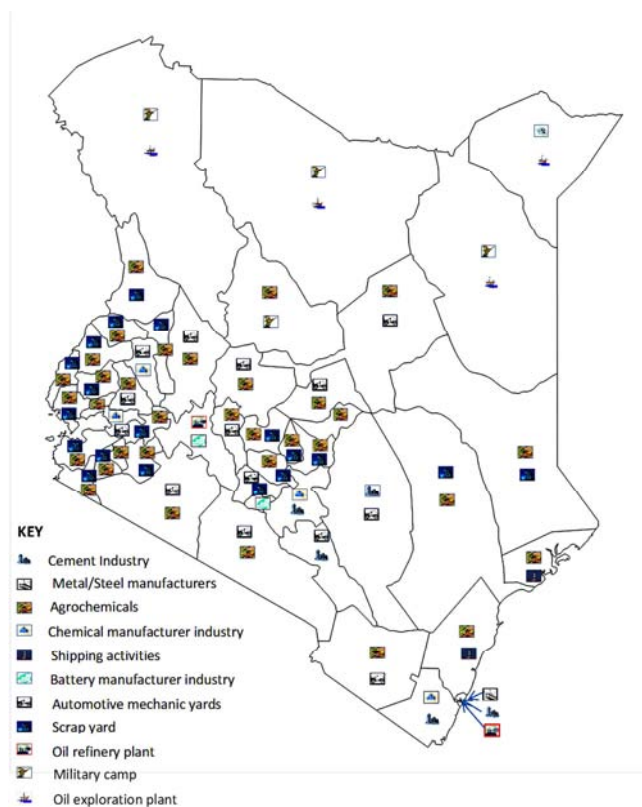 KEY
Cement Industry
Metal/Steel manufacturers
Agrochemicals
Chemical manufacturer industry
Shipping activities
Battery manufacturer industry
Automotive mechanic yards
Scrap yard
Oil refinery plant
Military camp
Oil exploration plant